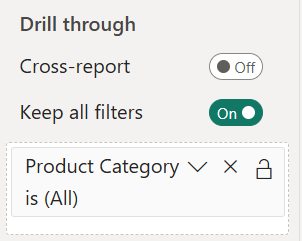 Drill through
Cross-report Off
Keep all filters On
Product Category
is (All)